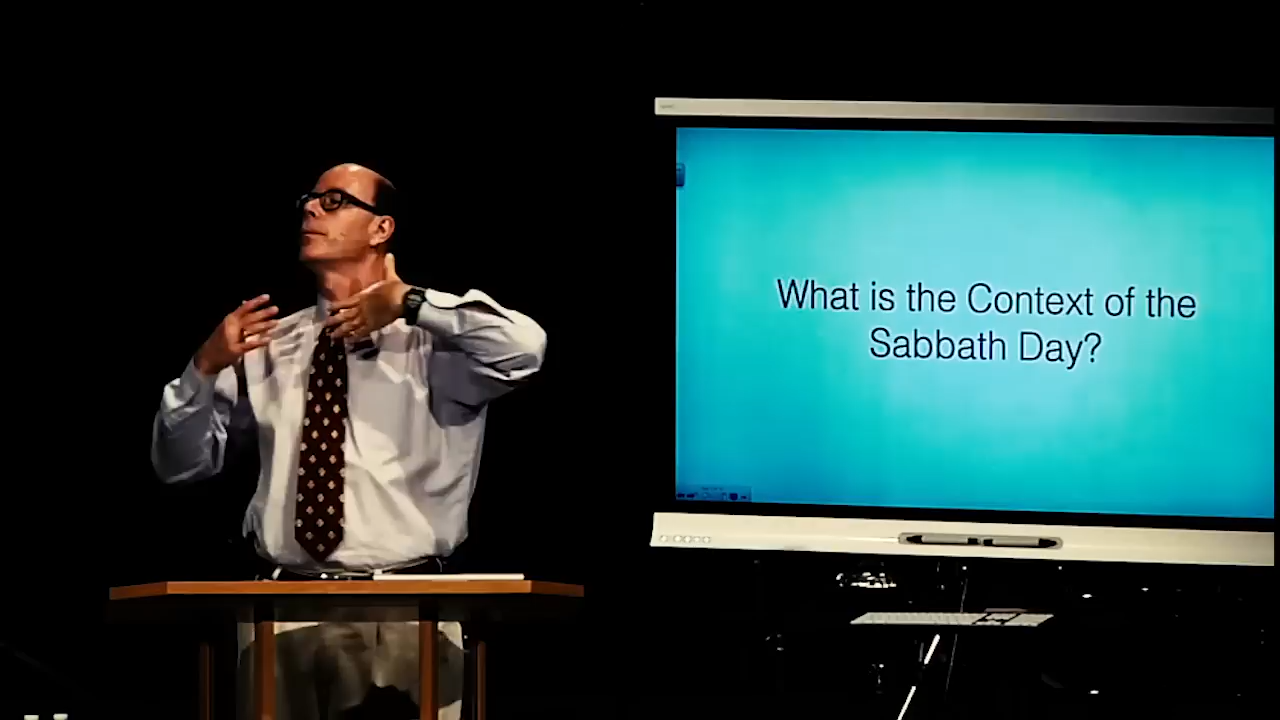 What is the Context of the
Sabbath Day?